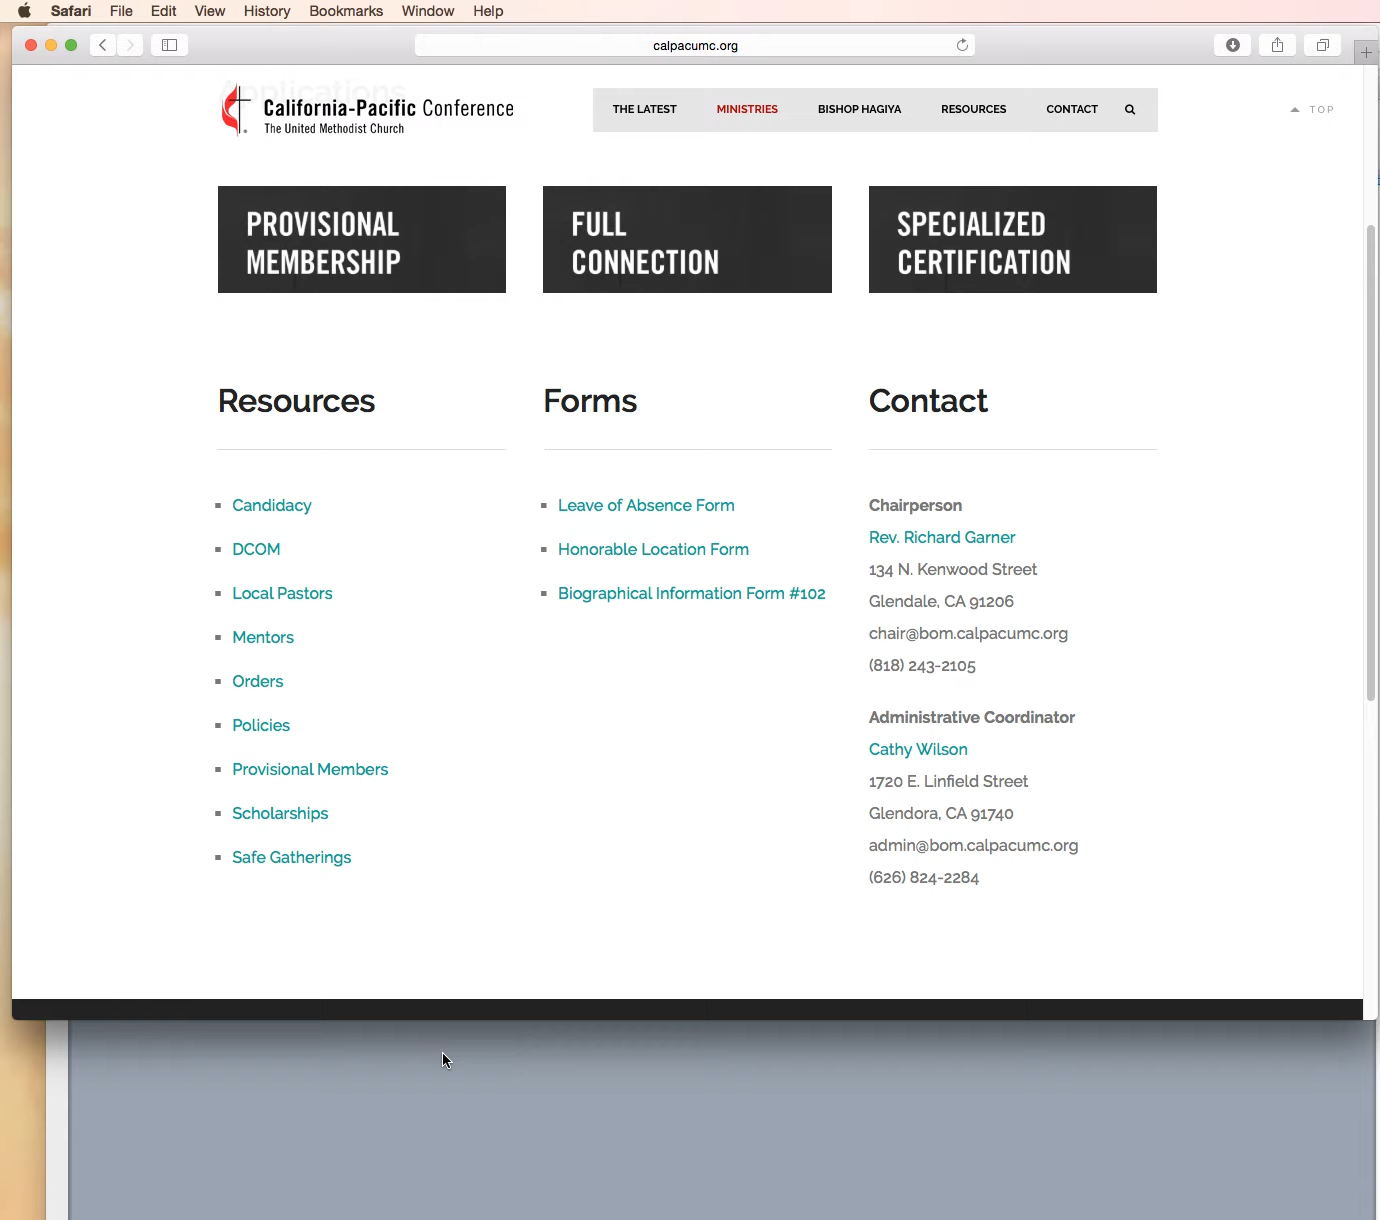 Safari File Edit View History Bookmarks Window Help
calpacumc.org
Applications
California-Pacific Conference
The United Methodist Church
THE LATEST MINISTRIES BISHOP HAGIYA RESOURCES CONTACT
TOP
PROVISIONAL
MEMBERSHIP
FULL
CONNECTION
SPECIALIZED
CERTIFICATION
Resources
Candidacy
DCOM
Local Pastors
Mentors
Orders
Policies
Provisional Members
Scholarships
Safe Gatherings
Forms
Leave of Absence Form
Honorable Location Form
Biographical Information Form #102
Contact
Chairperson
Rev. Richard Garner
134 N. Kenwood Street
Glendale, CA 91206
chair@bom.calpacumc.org
(818) 243-2105
Administrative Coordinator
Cathy Wilson
1720 E. Linfield Street
Glendora, CA 91740
admin@bom.calpacumc.org
(626) 824-2284